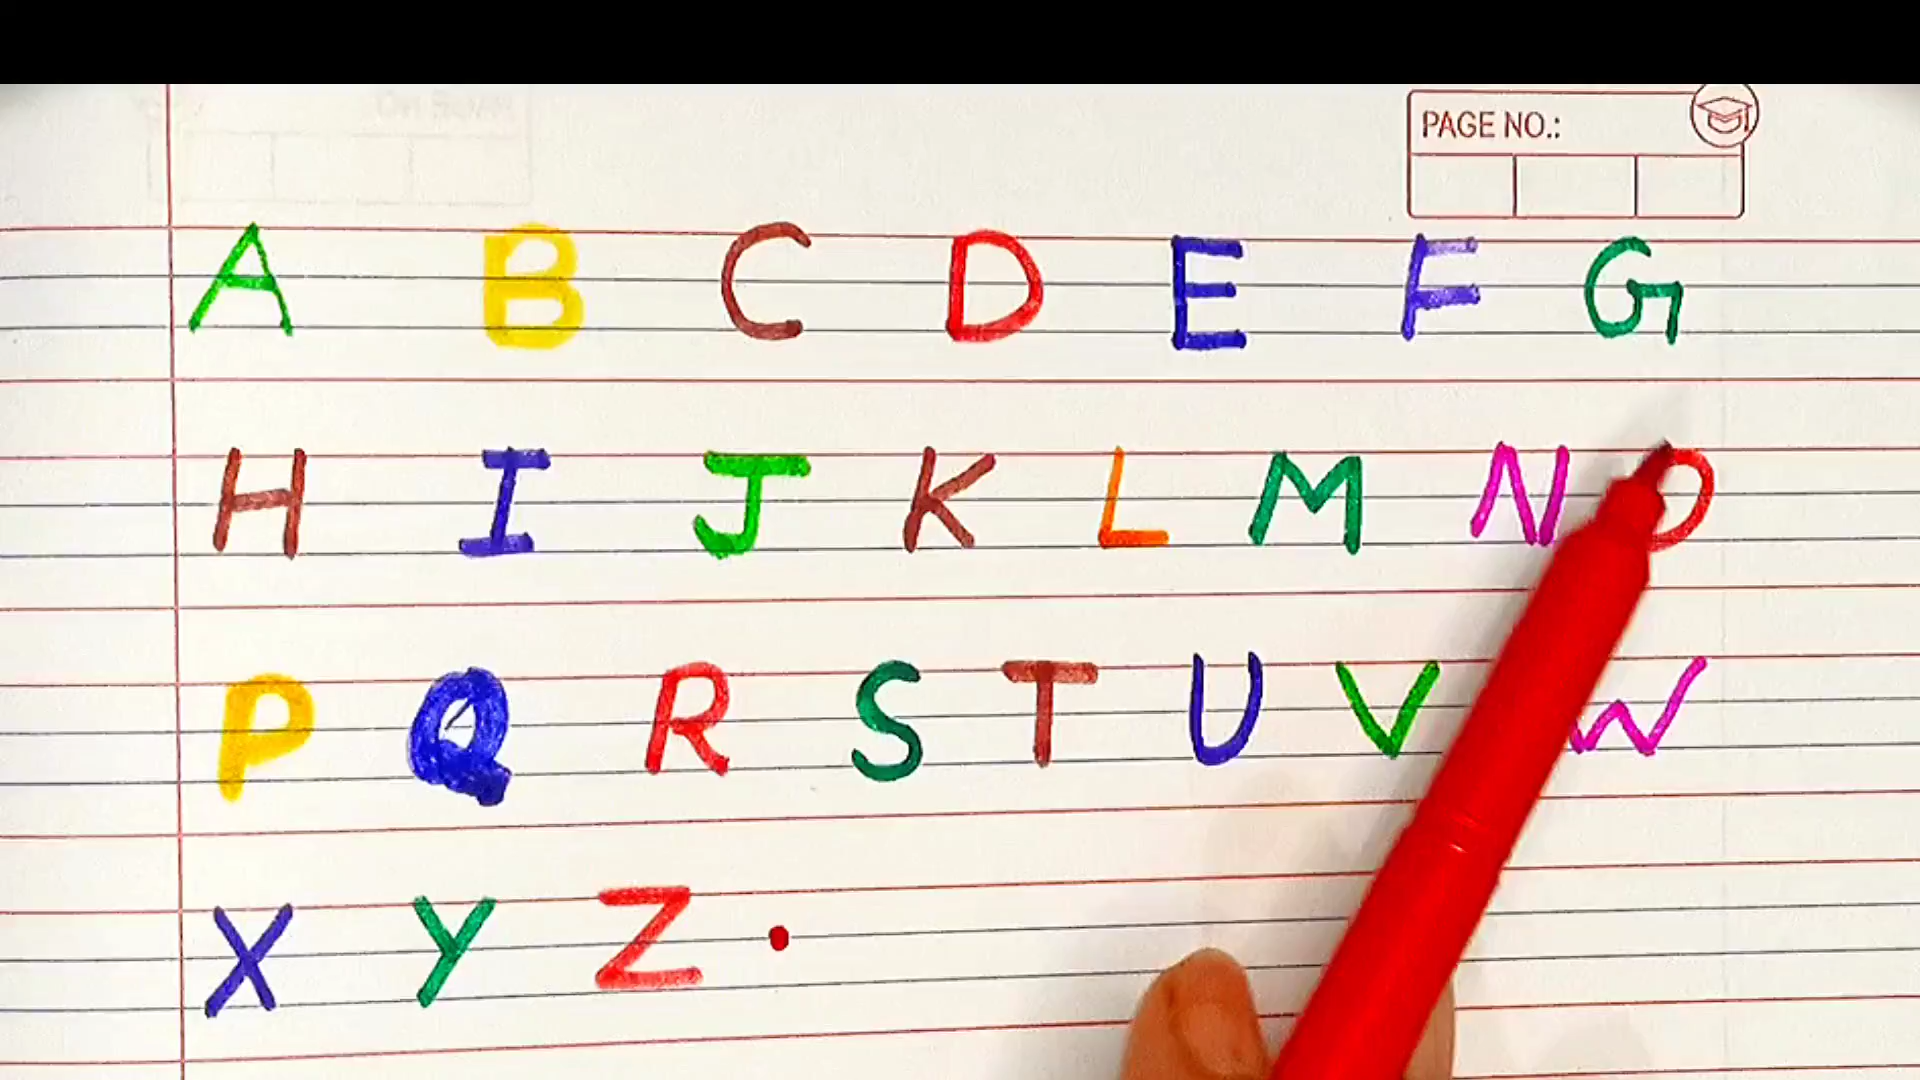 PAGE NO.:
A B C D E F G
H I J K L M N O
P Q R S T U V W
X Y Z .